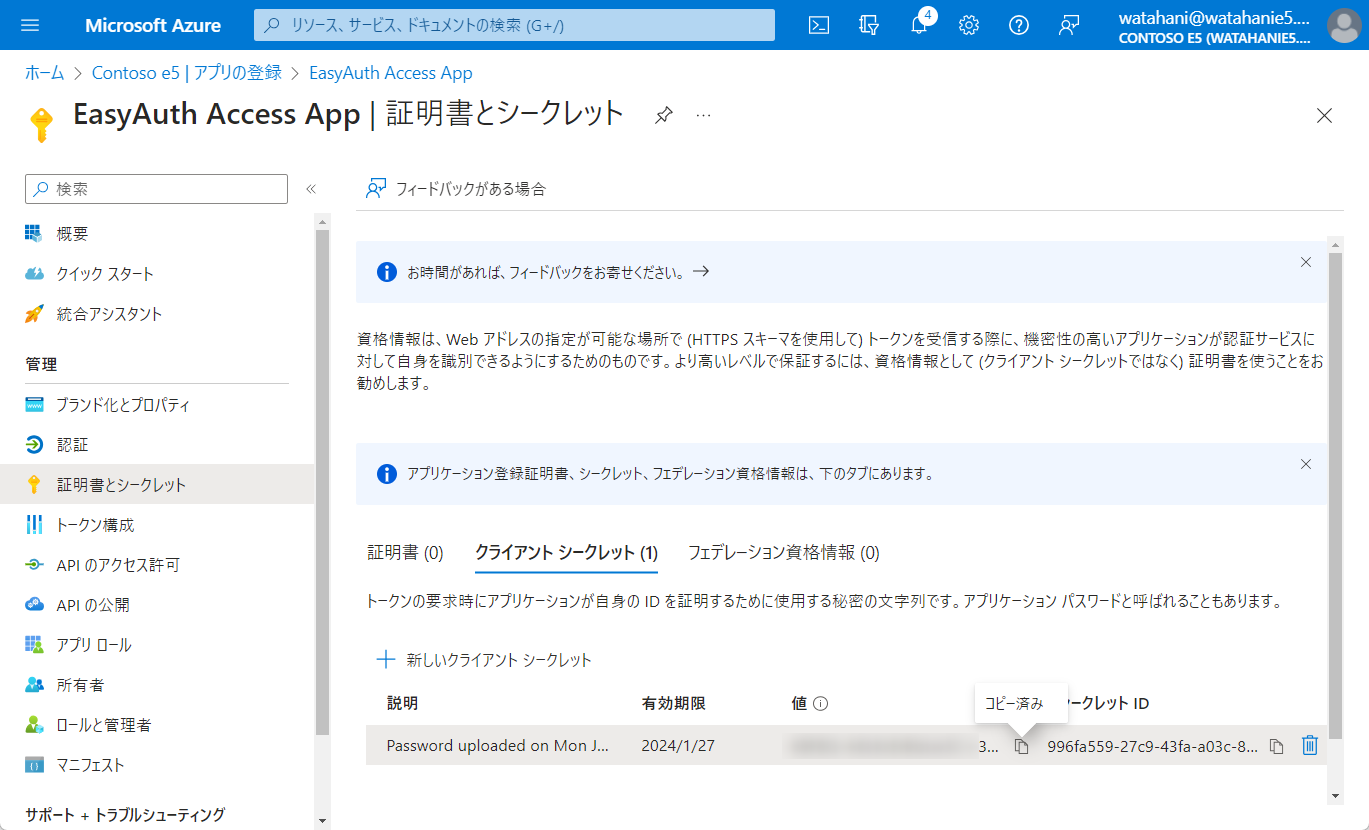 Microsoft Azure
リソース、サービス、ドキュメントの検索 (G+/)
4
watahani@watahanie5....
CONTOSO E5 (WATAHANIE5....
ホーム > Contoso e5 | アプリの登録 > EasyAuth Access App
EasyAuth Access App | 証明書とシークレット
検索
フィードバックがある場合
概要
クイック スタート
統合アシスタント
管理
ブランド化とプロパティ
認証
証明書とシークレット
トークン構成
API のアクセス許可
API の公開
アプリ ロール
所有者
ロールと管理者
マニフェスト
サポート + トラブルシューティング
お時間があれば、フィードバックをお寄せください。
資格情報は、Web アドレスの指定が可能な場所で (HTTPS スキーマを使用して) トークンを受信する際に、機密性の高いアプリケーションが認証サービスに
対して自身を識別できるようにするためのものです。より高いレベルで保証するには、資格情報として (クライアント シークレットではなく) 証明書を使うことをお
勧めします。
アプリケーション登録証明書、シークレット、フェデレーション資格情報は、下のタブにあります。
証明書 (0)
クライアント シークレット (1)
フェデレーション資格情報 (0)
トークンの要求時にアプリケーションが自身の ID を証明するために使用する秘密の文字列です。アプリケーション パスワードと呼ばれることもあります。
新しいクライアント シークレット
コピー済み
説明
有効期限
値
ークレット ID
Password uploaded on Mon J...
2024/1/27
3...
996fa559-27c9-43fa-a03c-8...